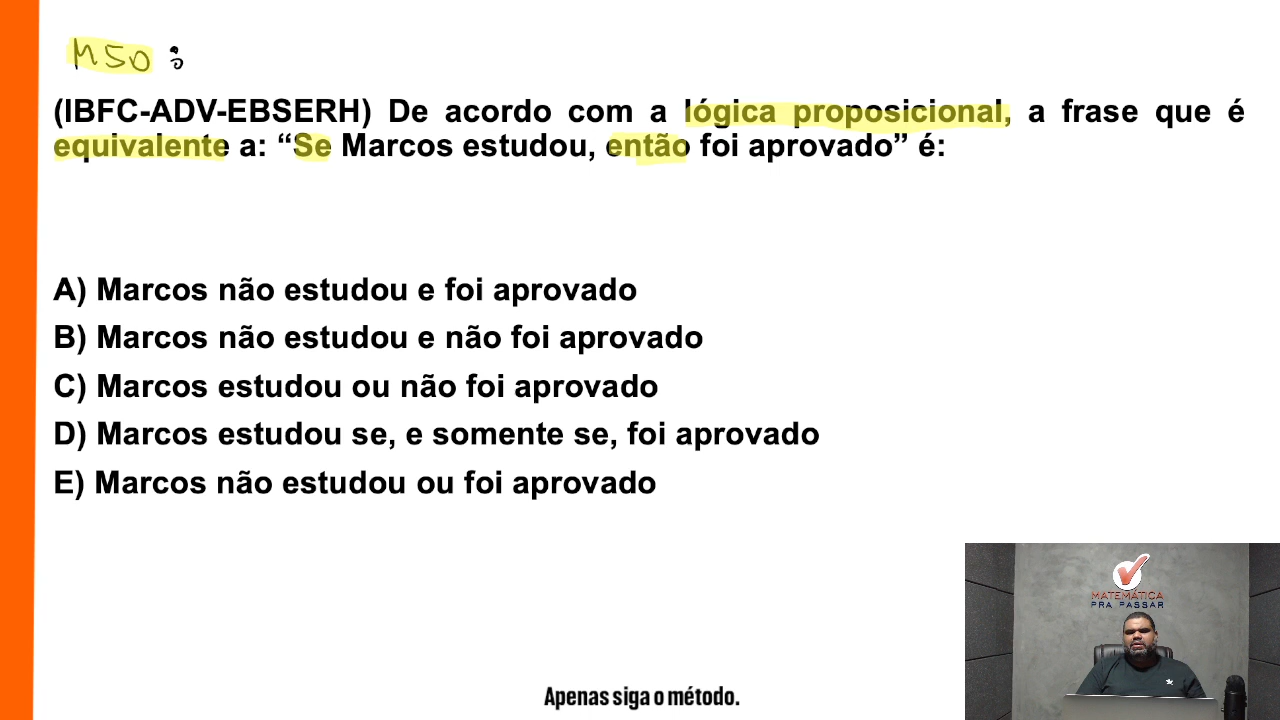 M50 :
(IBFC-ADV-EBSERH) De acordo com a lógica proposicional, a frase que é
equivalente a: “Se Marcos estudou, então foi aprovado” é:
A) Marcos não estudou e foi aprovado
B) Marcos não estudou e não foi aprovado
C) Marcos estudou ou não foi aprovado
D) Marcos estudou se, e somente se, foi aprovado
E) Marcos não estudou ou foi aprovado
MATEMÁTICA
PRA PASSAR
Apenas siga o método.